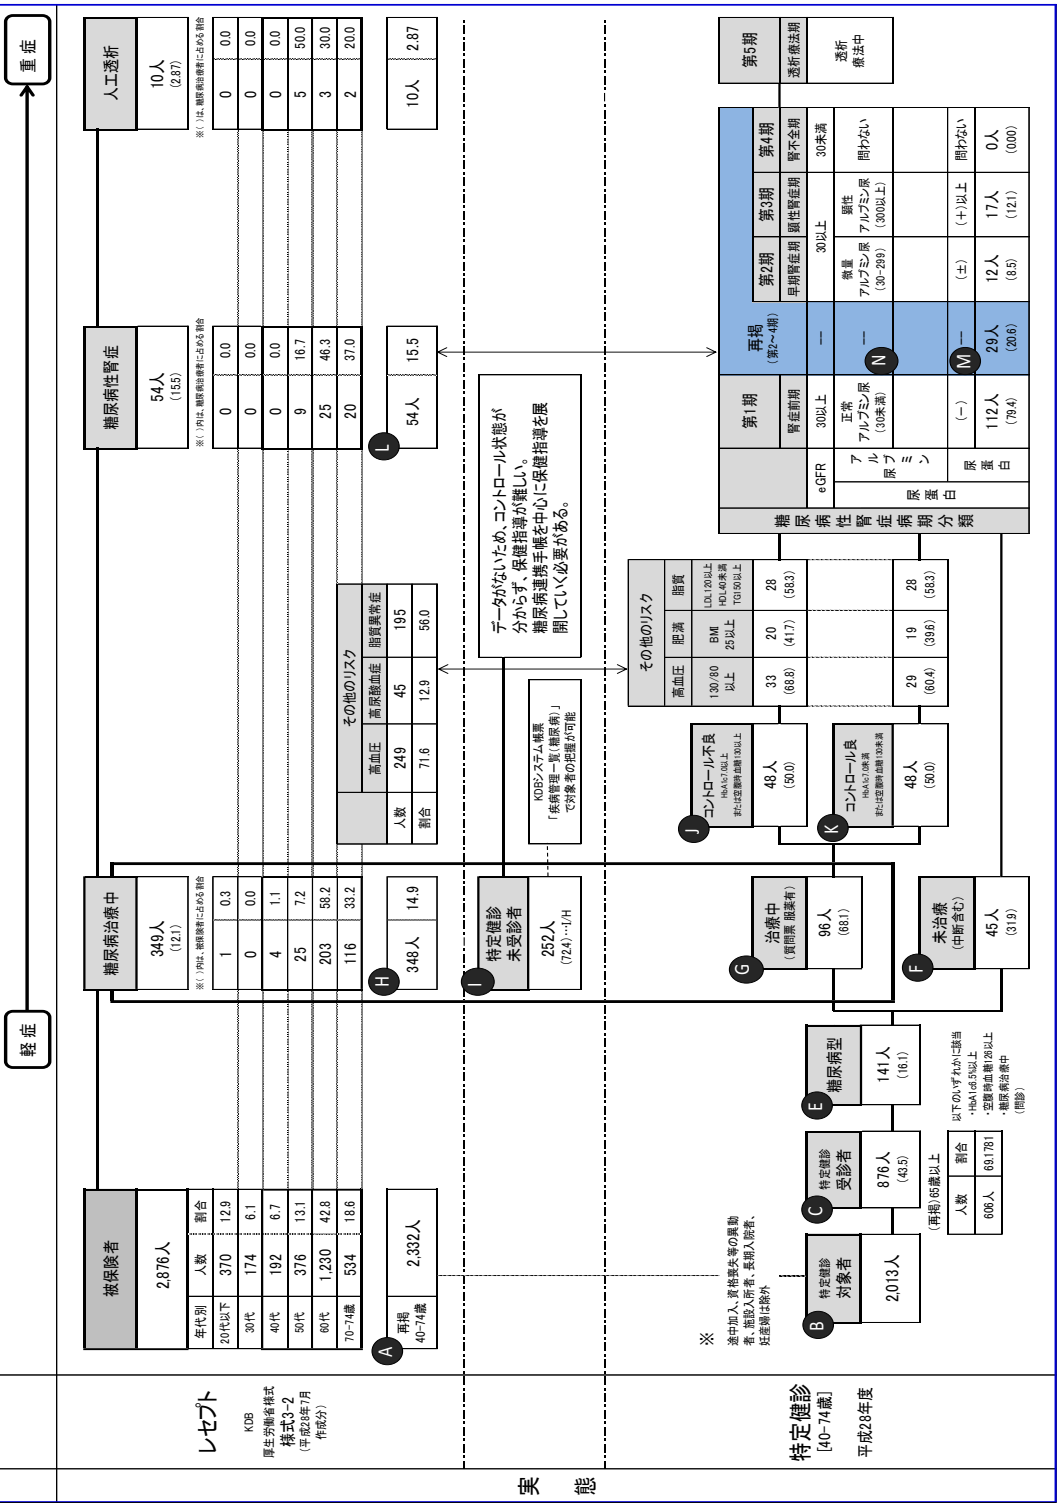 実　態
軽症
重症
レセプト
KDB
厚生労働省様式
様式3-2
(平成28年7月
作成分)
被保険者
2,876人
年代別 人数 割合
20代以下 370 12.9
30代 174 6.1
40代 192 6.7
50代 376 13.1
60代 1,230 42.8
70-74歳 534 18.6
A
再掲
40-74歳
2,332人
糖尿病治療中
349人
(12.1)
※( )内は、被保険者に占める割合
1 0.3
0 0.0
4 1.1
25 7.2
203 58.2
116 33.2
H
348人 14.9
その他のリスク
高血圧 高尿酸血症 脂質異常症
人数 249 45 195
割合 71.6 12.9 56.0
糖尿病性腎症
54人
(15.5)
※( )内は、糖尿病治療者に占める割合
0 0.0
0 0.0
0 0.0
9 16.7
25 46.3
20 37.0
L
54人 15.5
人工透析
10人
(2.87)
※( )は、糖尿病治療者に占める割合
0 0.0
0 0.0
0 0.0
5 50.0
3 30.0
2 20.0
10人 2.87
I
特定健診
未受診者
252人
(72.4)…I/H
KDBシステム帳票
「疾病管理一覧(糖尿病)」
で対象者の把握が可能
データがないため、コントロール状態が
分からず、保健指導が難しい。
糖尿病連携手帳を中心に保健指導を展
開していく必要がある。
特定健診
[40-74歳]
平成28年度
※
途中加入、資格喪失等の異動
者、施設入所者、長期入院者、
妊産婦は除外
B
特定健診
対象者
2,013人
C
特定健診
受診者
876人
(43.5)
(再掲)65歳以上
人数 割合
606人 69.1781
E
糖尿病型
141人
(16.1)
以下のいずれかに該当
・HbA1c6.5%以上
・空腹時血糖126以上
・糖尿病治療中
(問診)
G
治療中
(質問票 服薬有)
96人
(68.1)
F
未治療
(中断含む)
45人
(31.9)
J
コントロール不良
HbA1c7.0以上
または空腹時血糖130以上
48人
(50.0)
K
コントロール良
HbA1c7.0未満
または空腹時血糖130未満
48人
(50.0)
その他のリスク
高血圧 肥満 脂質
130/80
以上
BMI
25以上
LDL120以上
HDL40未満
TG150以上
33
(68.8)
20
(41.7)
28
(58.3)
29
(60.4)
19
(39.6)
28
(58.3)
糖尿病性腎症病期分類
eGFR
尿蛋白
尿アルブミン
尿蛋白
第1期
腎症前期
30以上
正常
アルブミン尿
(30未満)
(－)
112人
(79.4)
再掲
(第2～4期)
--
--
N
--
M
29人
(20.6)
第2期
早期腎症期
30以上
微量
アルブミン尿
(30-299)
(±)
12人
(8.5)
第3期
顕性腎症期
顕性
アルブミン尿
(300以上)
(+)以上
17人
(12.1)
第4期
腎不全期
30未満
問わない
問わない
0人
(0.00)
第5期
透析療法期
透析
療法中